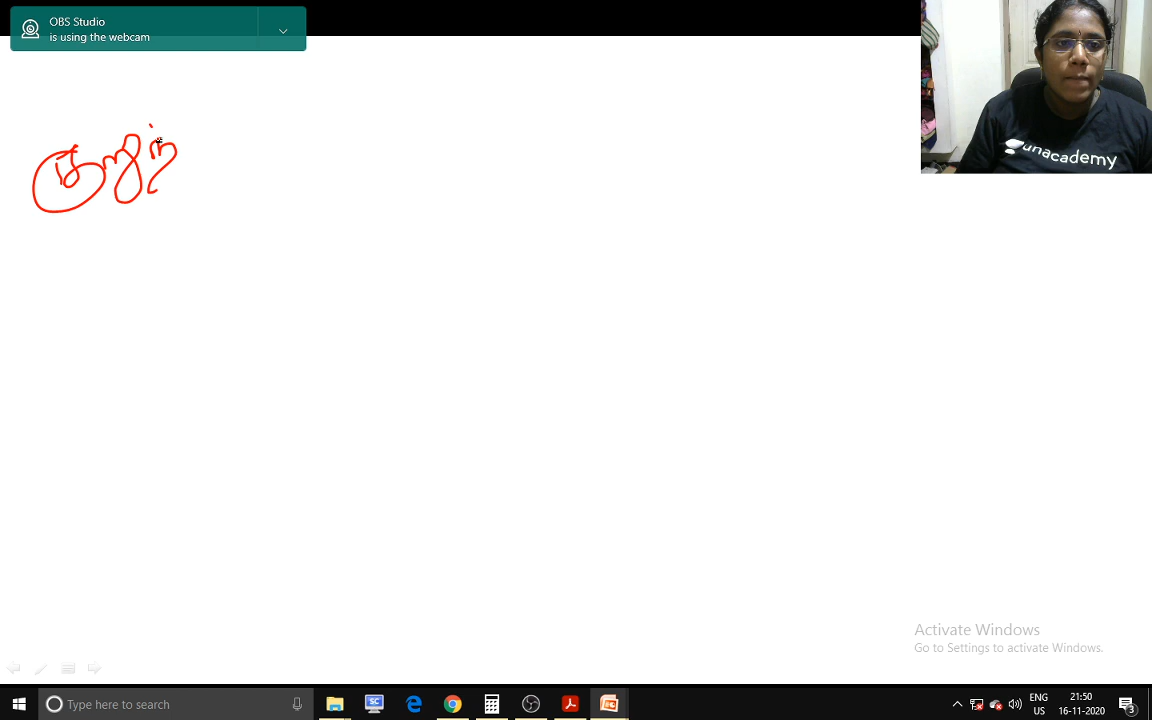 OBS Studio
is using the webcam
unacademy
குறிந்
Activate Windows
Go to Settings to activate Windows.
Type here to search
ENG
US
21:50
16-11-2020
3